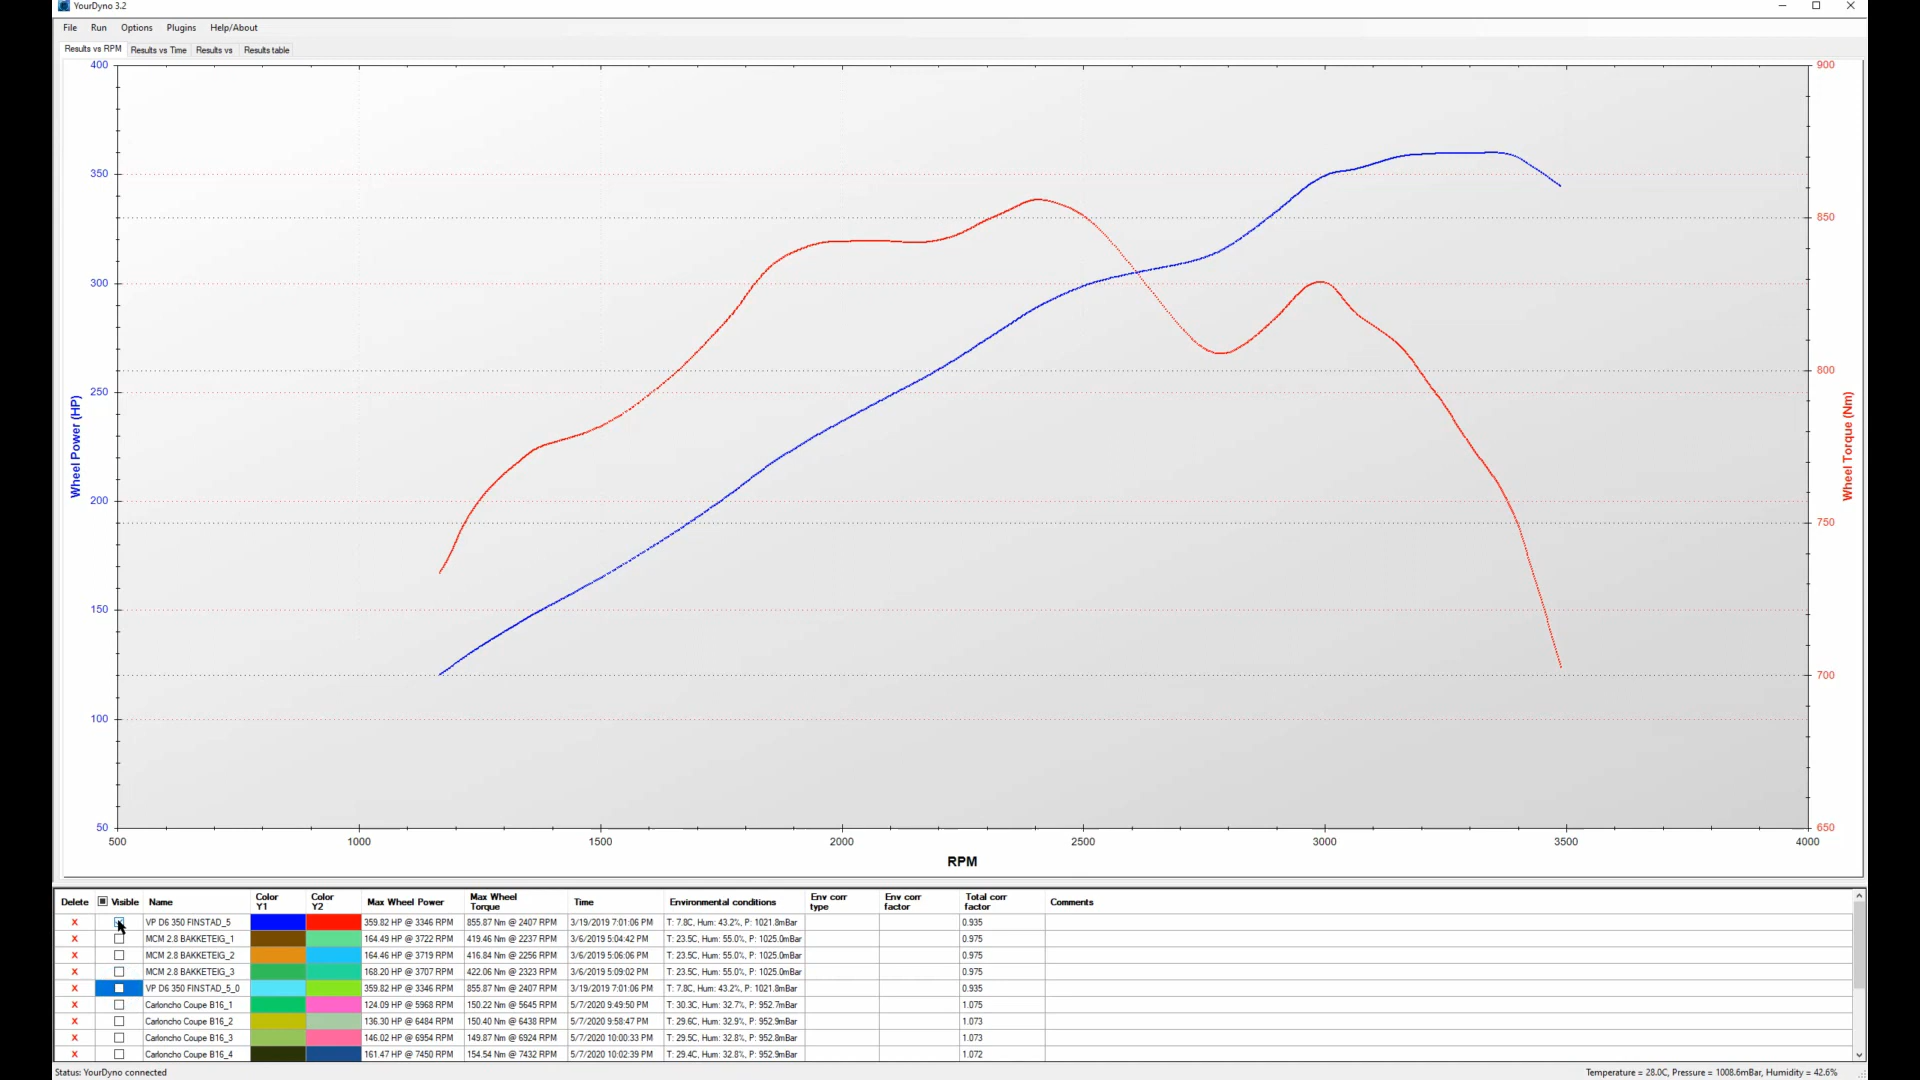 YourDyno 3.2
File Run Options Plugins Help/About
Results vs RPM Results vs Time Results vs Results table
400 900
350
850
300
800
250
Wheel Power (HP) Wheel Torque (Nm)
200
750
150
700
100
50 650
500 1000 1500 2000 2500 3000 3500 4000
RPM
Delete Visible Name Color Y1 Color Y2 Max Wheel Power Max Wheel Torque Time Environmental conditions Env corr type Env corr factor Total corr factor Comments
X VP D6 350 FINSTAD_5 359.82 HP @ 3346 RPM 855.87 Nm @ 2407 RPM 3/19/2019 7:01:06 PM T: 7.8C, Hum: 43.2%, P: 1021.8mBar 0.935
X MCM 2.8 BAKKETEIG_1 164.49 HP @ 3722 RPM 419.46 Nm @ 2237 RPM 3/6/2019 5:04:42 PM T: 23.5C, Hum: 55.0%, P: 1025.0mBar 0.975
X MCM 2.8 BAKKETEIG_2 164.46 HP @ 3719 RPM 416.84 Nm @ 2256 RPM 3/6/2019 5:06:06 PM T: 23.5C, Hum: 55.0%, P: 1025.0mBar 0.975
X MCM 2.8 BAKKETEIG_3 168.20 HP @ 3707 RPM 422.06 Nm @ 2323 RPM 3/6/2019 5:09:02 PM T: 23.5C, Hum: 55.0%, P: 1025.0mBar 0.975
X VP D6 350 FINSTAD_5_0 359.82 HP @ 3346 RPM 855.87 Nm @ 2407 RPM 3/19/2019 7:01:06 PM T: 7.8C, Hum: 43.2%, P: 1021.8mBar 0.935
X Carloncho Coupe B16_1 124.09 HP @ 5968 RPM 150.22 Nm @ 5645 RPM 5/7/2020 9:49:50 PM T: 30.3C, Hum: 32.7%, P: 952.7mBar 1.075
X Carloncho Coupe B16_2 136.30 HP @ 6484 RPM 150.40 Nm @ 6438 RPM 5/7/2020 9:58:47 PM T: 29.6C, Hum: 32.9%, P: 952.9mBar 1.073
X Carloncho Coupe B16_3 146.02 HP @ 6954 RPM 149.87 Nm @ 6924 RPM 5/7/2020 10:00:33 PM T: 29.5C, Hum: 32.8%, P: 952.8mBar 1.073
X Carloncho Coupe B16_4 161.47 HP @ 7450 RPM 154.54 Nm @ 7432 RPM 5/7/2020 10:02:39 PM T: 29.4C, Hum: 32.8%, P: 952.9mBar 1.072
Status: YourDyno connected Temperature = 28.0C, Pressure = 1008.6mBar, Humidity = 42.6%